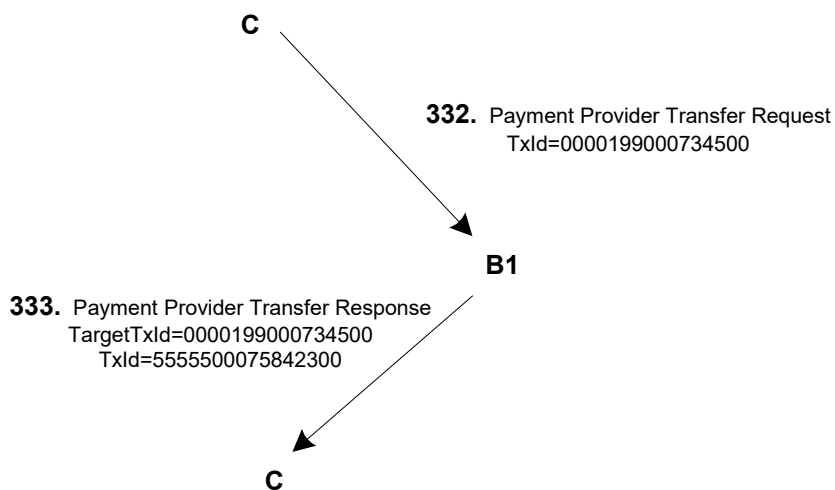 C
332. Payment Provider Transfer Request
TxId=0000199000734500
B1
333. Payment Provider Transfer Response
TargetTxId=0000199000734500
TxId=5555500075842300
C